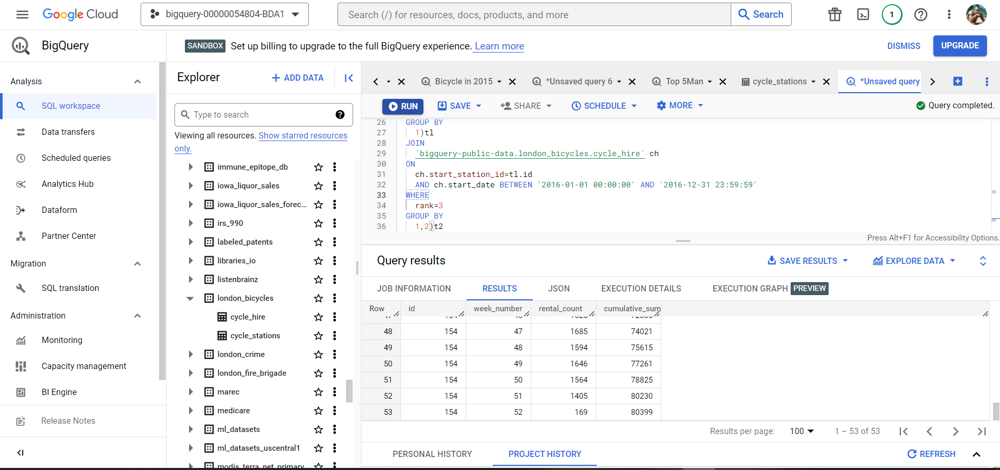 Google Cloud
bigquery-00000054804-BDA1
Search (/) for resources, docs, products, and more
Search
1
BigQuery
SANDBOX Set up billing to upgrade to the full BigQuery experience. Learn more
DISMISS
UPGRADE
Analysis
SQL workspace
Data transfers
Scheduled queries
Analytics Hub
Dataform
Partner Center
Migration
SQL translation
Administration
Monitoring
Capacity management
BI Engine
Release Notes
Explorer
+ ADD DATA
Type to search
Viewing all resources. Show starred resources
only.
immune_epitope_db
iowa_liquor_sales
iowa_liquor_sales_forec...
irs_990
labeled_patents
libraries_io
listenbrainz
london_bicycles
cycle_hire
cycle_stations
london_crime
london_fire_brigade
marec
medicare
ml_datasets
ml_datasets_uscentral1
modis_terra_net_primary
Bicycle in 2015
*Unsaved query 6
Top 5Man
cycle_stations
*Unsaved query
RUN
SAVE
SHARE
SCHEDULE
MORE
Query completed.
26 GROUP BY
27 1)tl
28 JOIN
29 `bigquery-public-data.london_bicycles.cycle_hire` ch
30 ON
31 ch.start_station_id=tl.id
32 AND ch.start_date BETWEEN '2016-01-01 00:00:00' AND '2016-12-31 23:59:59'
33 WHERE
34 rank=3
35 GROUP BY
36 1,2)t2
Press Alt+F1 for Accessibility Options.
Query results
SAVE RESULTS
EXPLORE DATA
JOB INFORMATION
RESULTS
JSON
EXECUTION DETAILS
EXECUTION GRAPH PREVIEW
Row id week_number rental_count cumulative_sum
48 154 47 1685 74021
49 154 48 1594 75615
50 154 49 1646 77261
51 154 50 1564 78825
52 154 51 1405 80230
53 154 52 169 80399
Results per page: 100 1 – 53 of 53
PERSONAL HISTORY
PROJECT HISTORY
REFRESH